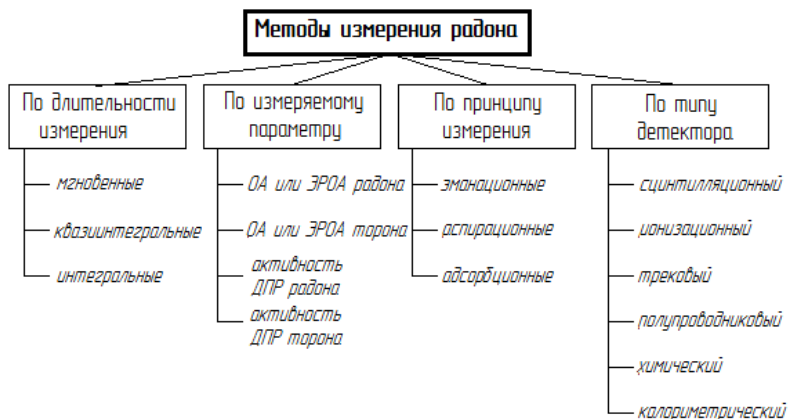 Методы измерения радона
По длительности
измерения
мгновенные
квазиинтегральные
интегральные
По измеряемому
параметру
ОА или ЭРОА радона
ОА или ЭРОА торона
активность
ДПР радона
активность
ДПР торона
По принципу
измерения
эманационные
аспирационные
адсорбционные
По типу
детектора
сцинтилляционный
ионизационный
трековый
полупроводниковый
химический
калориметрический